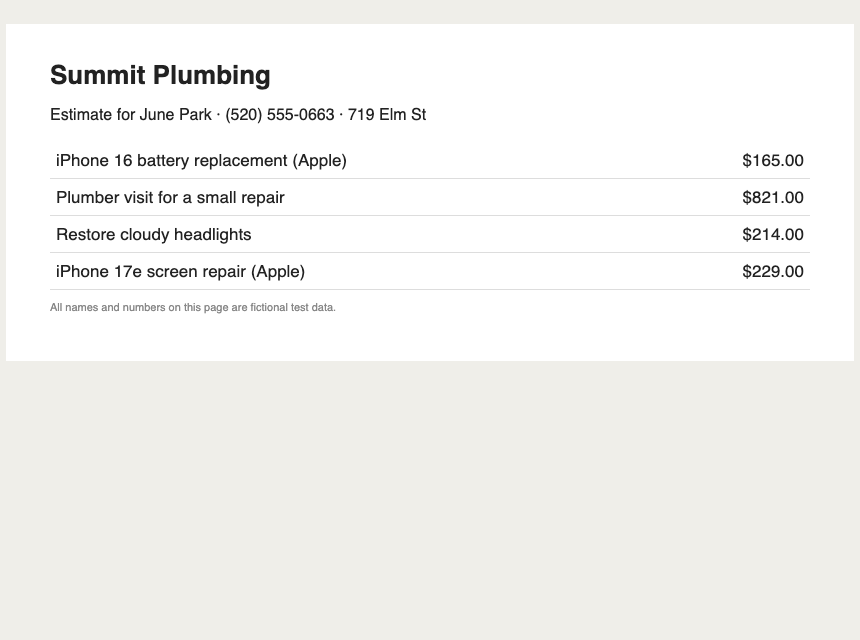 Summit Plumbing
Estimate for June Park · (520) 555-0663 · 719 Elm St
iPhone 16 battery replacement (Apple) $165.00
Plumber visit for a small repair $821.00
Restore cloudy headlights $214.00
iPhone 17e screen repair (Apple) $229.00
All names and numbers on this page are fictional test data.